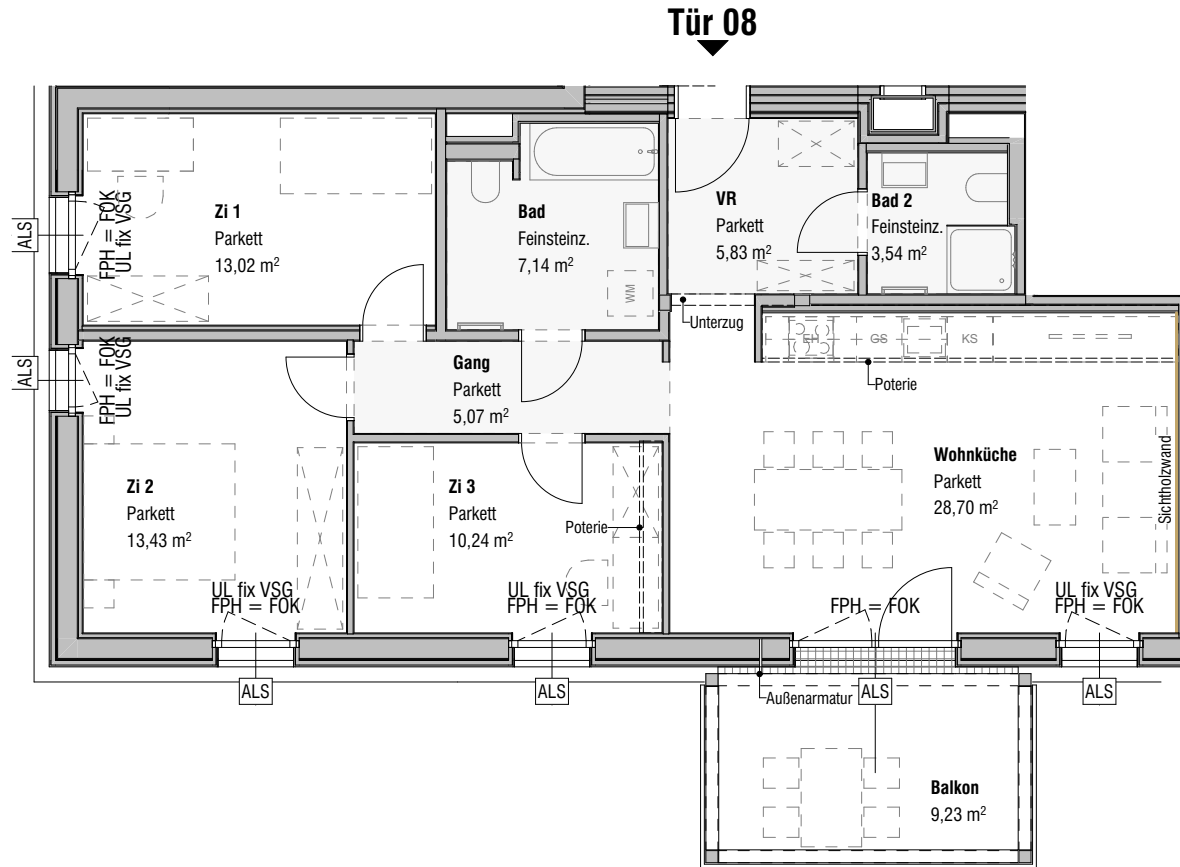 Tür 08
Zi 1
Parkett
13,02 m²
Bad
Feinsteinz.
7,14 m²
WM
VR
Parkett
5,83 m²
Bad 2
Feinsteinz.
3,54 m²
ALS
FPH = FOK
UL fix VSG
Unterzug
EH
GS
KS
Poterie
ALS
FPH = FOK
UL fix VSG
Gang
Parkett
5,07 m²
Zi 2
Parkett
13,43 m²
Zi 3
Parkett
10,24 m²
Poterie
Wohnküche
Parkett
28,70 m²
Sichtholzwand
UL fix VSG
FPH = FOK
UL fix VSG
FPH = FOK
FPH = FOK
UL fix VSG
FPH = FOK
ALS
ALS
Außenarmatur
ALS
ALS
Balkon
9,23 m²